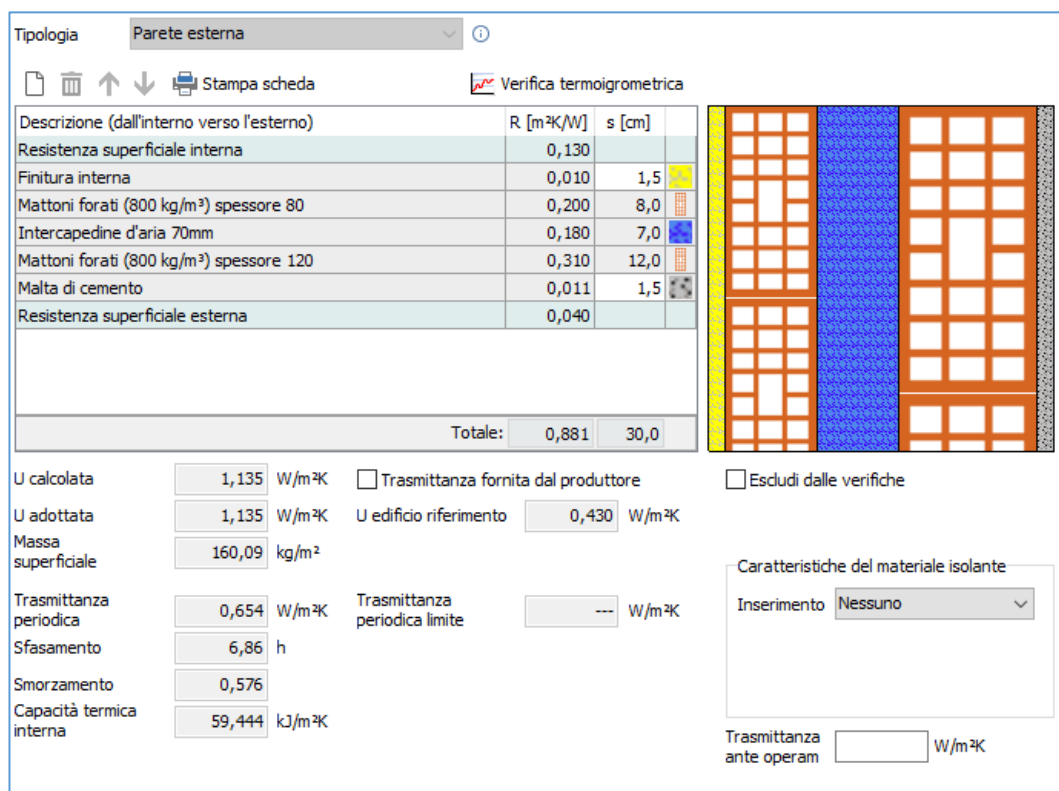 Tipologia Parete esterna
Stampa scheda Verifica termoigrometrica
Descrizione (dall'interno verso l'esterno) R [m²K/W] s [cm]
Resistenza superficiale interna 0,130
Finitura interna 0,010 1,5
Mattoni forati (800 kg/m³) spessore 80 0,200 8,0
Intercapedine d'aria 70mm 0,180 7,0
Mattoni forati (800 kg/m³) spessore 120 0,310 12,0
Malta di cemento 0,011 1,5
Resistenza superficiale esterna 0,040
Totale: 0,881 30,0
U calcolata 1,135 W/m²K Trasmittanza fornita dal produttore Escludi dalle verifiche
U adottata 1,135 W/m²K U edificio riferimento 0,430 W/m²K
Massa
superficiale 160,09 kg/m²
Caratteristiche del materiale isolante
Inserimento Nessuno
Trasmittanza
periodica 0,654 W/m²K
Trasmittanza
periodica limite --- W/m²K
Sfasamento 6,86 h
Smorzamento 0,576
Capacità termica
interna 59,444 kJ/m²K
Trasmittanza
ante operam W/m²K